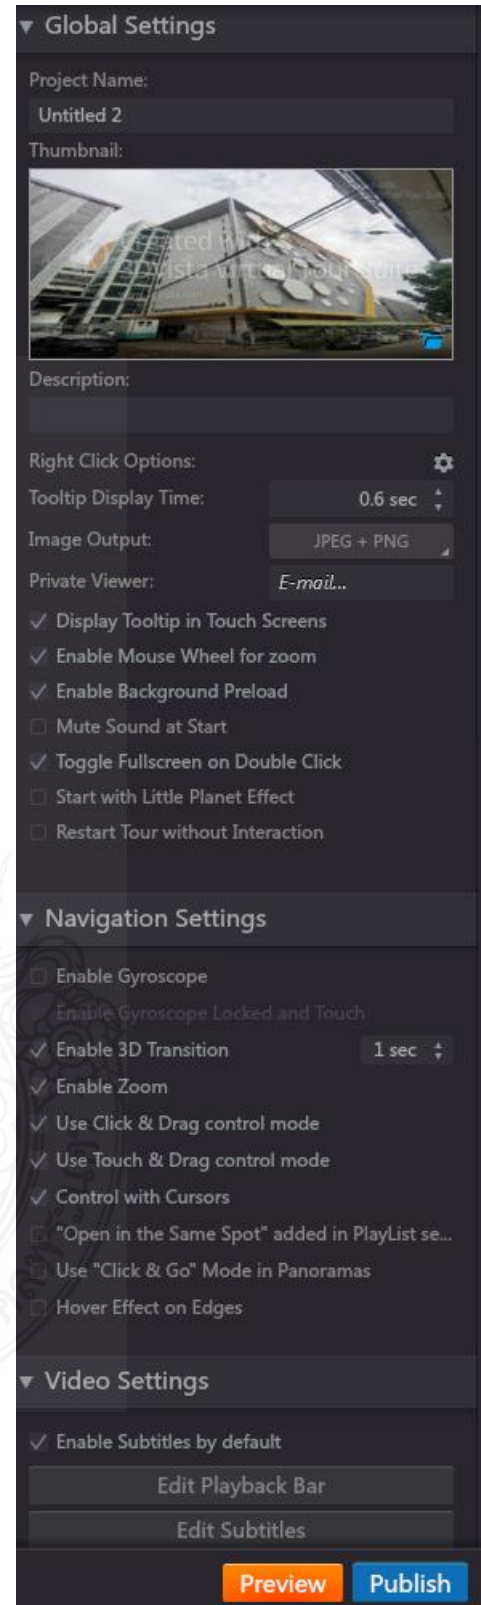 Global Settings
Project Name:
Untitled 2
Thumbnail:
Created with
3DVista Virtual Tour Suite
Description:
Right Click Options:
Tooltip Display Time: 0.6 sec
Image Output: JPEG + PNG
Private Viewer: E-mail...
Display Tooltip in Touch Screens
Enable Mouse Wheel for zoom
Enable Background Preload
Mute Sound at Start
Toggle Fullscreen on Double Click
Start with Little Planet Effect
Restart Tour without Interaction
Navigation Settings
Enable Gyroscope
Enable Gyroscope Locked and Touch
Enable 3D Transition 1 sec
Enable Zoom
Use Click & Drag control mode
Use Touch & Drag control mode
Control with Cursors
"Open in the Same Spot" added in PlayList se...
Use "Click & Go" Mode in Panoramas
Hover Effect on Edges
Video Settings
Enable Subtitles by default
Edit Playback Bar
Edit Subtitles
Preview Publish